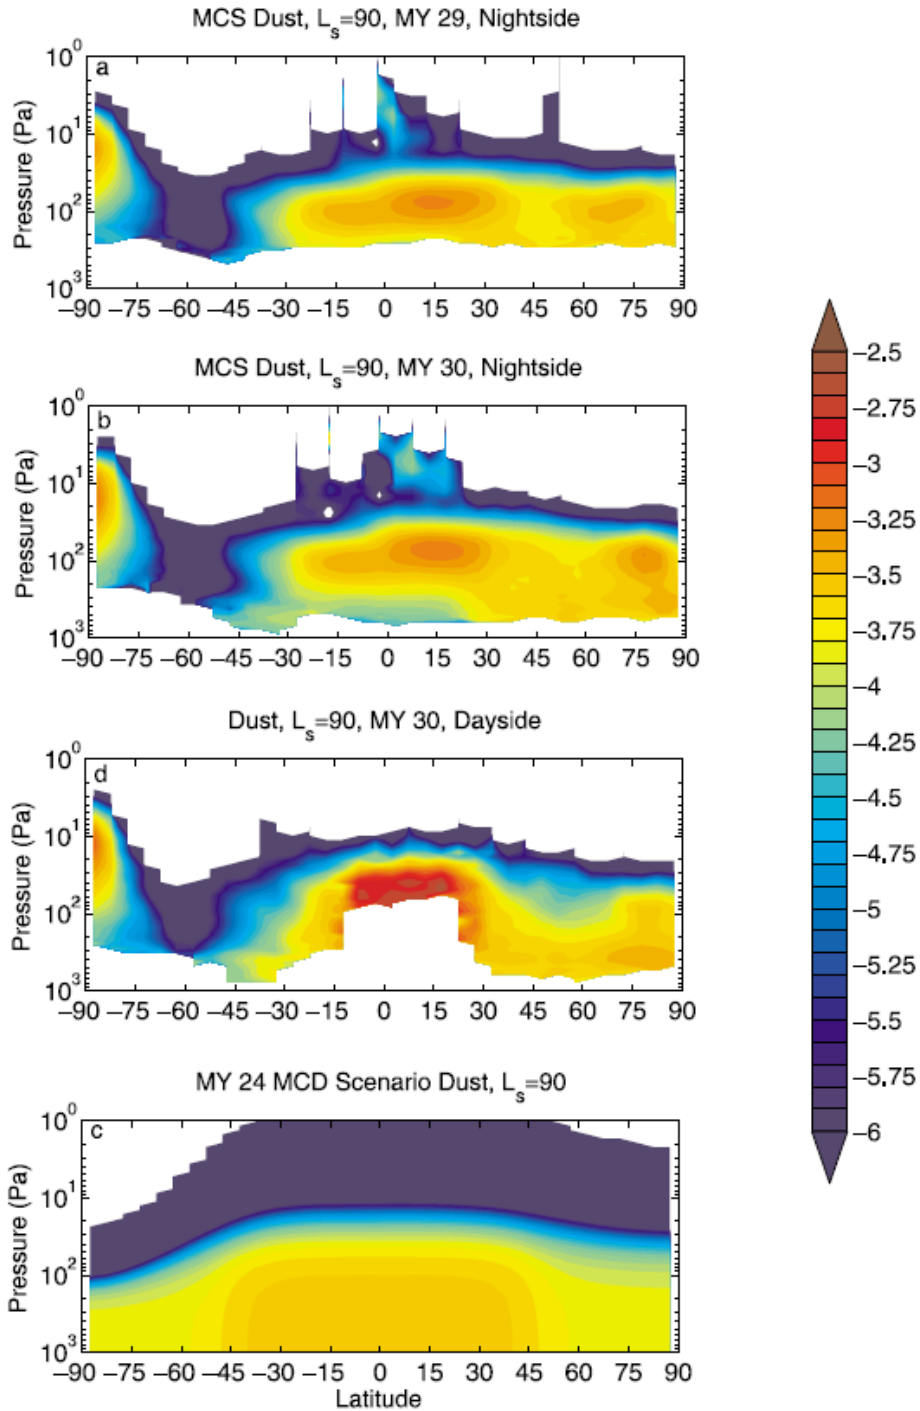 MCS Dust, Ls=90, MY 29, Nightside
a
10^0
10^1
10^2
10^3
Pressure (Pa)
−90 −75 −60 −45 −30 −15 0 15 30 45 60 75 90
MCS Dust, Ls=90, MY 30, Nightside
b
10^0
10^1
10^2
10^3
Pressure (Pa)
−90 −75 −60 −45 −30 −15 0 15 30 45 60 75 90
Dust, Ls=90, MY 30, Dayside
d
10^0
10^1
10^2
10^3
Pressure (Pa)
−90 −75 −60 −45 −30 −15 0 15 30 45 60 75 90
MY 24 MCD Scenario Dust, Ls=90
c
10^0
10^1
10^2
10^3
Pressure (Pa)
−90 −75 −60 −45 −30 −15 0 15 30 45 60 75 90
Latitude
−2.5
−2.75
−3
−3.25
−3.5
−3.75
−4
−4.25
−4.5
−4.75
−5
−5.25
−5.5
−5.75
−6